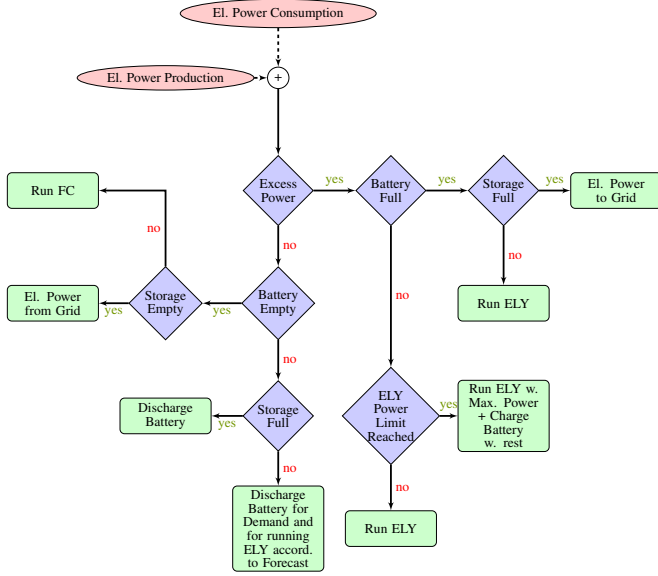 El. Power Consumption
El. Power Production
+
Excess
Power
yes
Battery
Full
yes
Storage
Full
yes
El. Power
to Grid
Run FC
no
no
no
no
El. Power
from Grid
yes
Storage
Empty
yes
Battery
Empty
Run ELY
no
Discharge
Battery
yes
Storage
Full
ELY
Power
Limit
Reached
yes
Run ELY w.
Max. Power
+ Charge
Battery
w. rest
no
no
Discharge
Battery for
Demand and
for running
ELY accord.
to Forecast
Run ELY